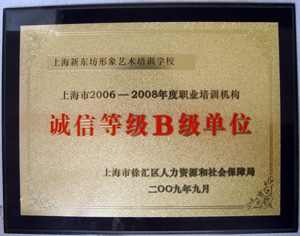 上海新东坊形象艺术培训学校
上海市2006—2008年度职业培训机构
诚信等级B级单位
上海市徐汇区人力资源和社会保障局
二〇〇九年九月